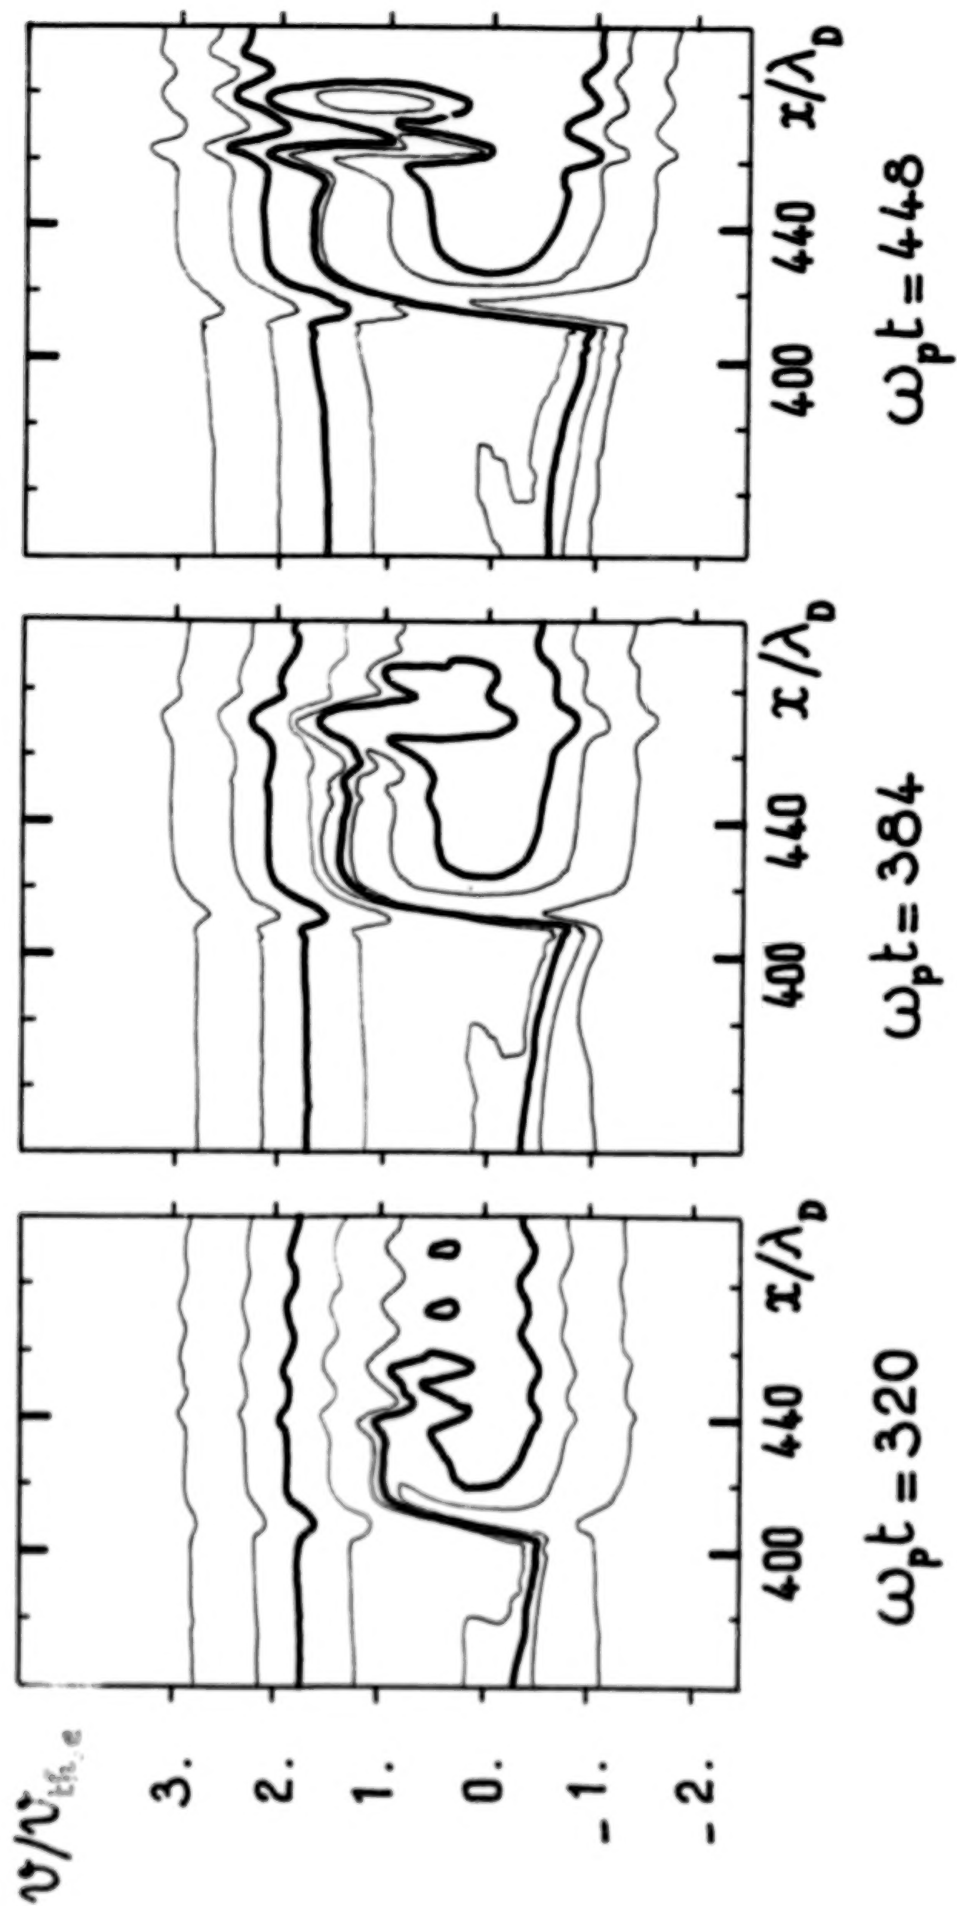 v/v_th,e
3.
2.
1.
0.
- 1.
- 2.
400 440 x/λ_D
400 440 x/λ_D
400 440 x/λ_D
ω_p t = 320
ω_p t = 384
ω_p t = 448